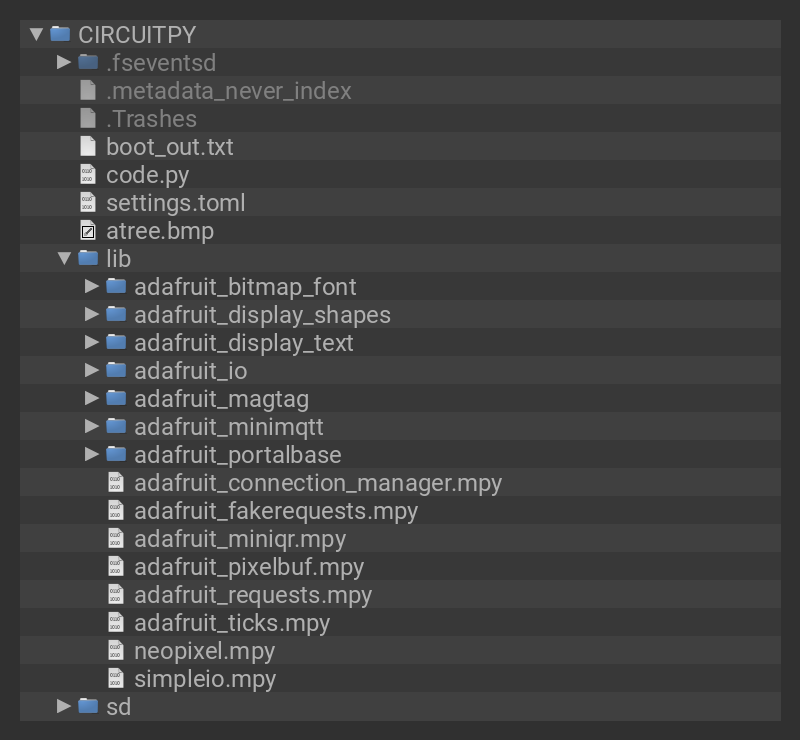 CIRCUITPY
.fseventsd
.metadata_never_index
.Trashes
boot_out.txt
code.py
settings.toml
atree.bmp
lib
adafruit_bitmap_font
adafruit_display_shapes
adafruit_display_text
adafruit_io
adafruit_magtag
adafruit_minimqtt
adafruit_portalbase
adafruit_connection_manager.mpy
adafruit_fakerequests.mpy
adafruit_miniqr.mpy
adafruit_pixelbuf.mpy
adafruit_requests.mpy
adafruit_ticks.mpy
neopixel.mpy
simpleio.mpy
sd